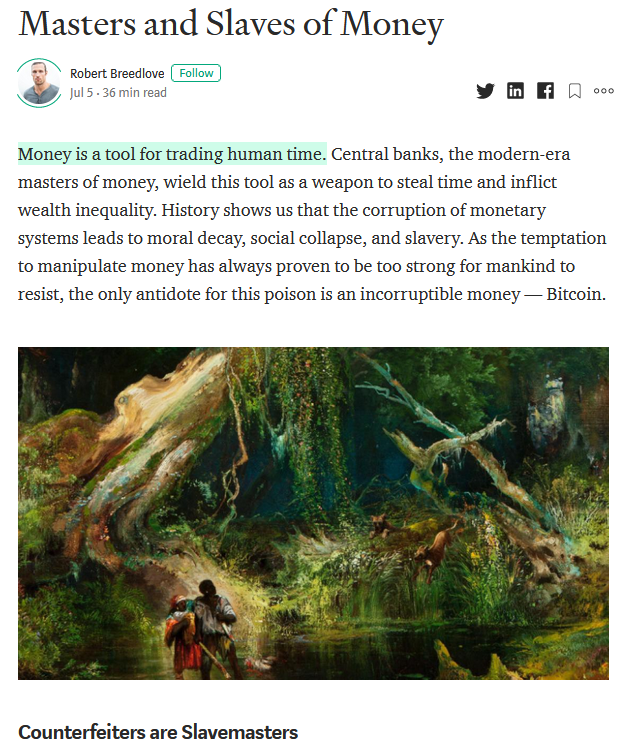 Masters and Slaves of Money
Robert Breedlove Follow
Jul 5 · 36 min read
Money is a tool for trading human time. Central banks, the modern-era
masters of money, wield this tool as a weapon to steal time and inflict
wealth inequality. History shows us that the corruption of monetary
systems leads to moral decay, social collapse, and slavery. As the temptation
to manipulate money has always proven to be too strong for mankind to
resist, the only antidote for this poison is an incorruptible money — Bitcoin.
Counterfeiters are Slavemasters